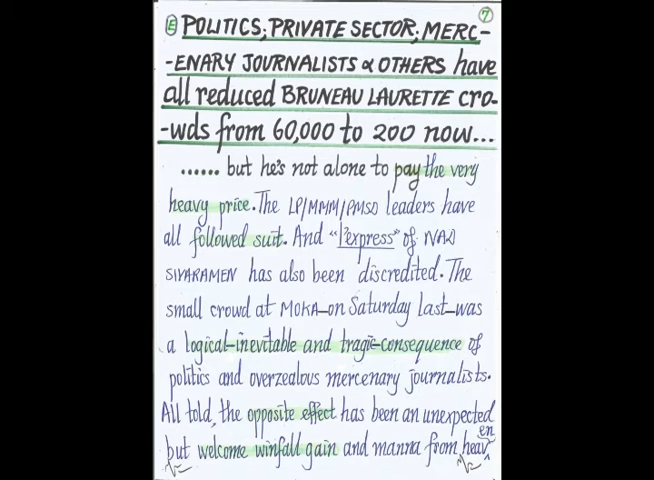 7
E POLITICS; PRIVATE SECTOR; MERC-
-ENARY JOURNALISTS & OTHERS have
all reduced BRUNEAU LAURETTE cro-
-wds from 60,000 to 200 now...
...... but he's not alone to pay the very
heavy price. The LP/MMM/PMSD leaders have
all followed suit. And "l'express" of NAD
SIVARAMEN has also been discredited. The
small crowd at MOKA-on Saturday last-was
a logical-inevitable and tragic-consequence of
politics and overzealous mercenary journalists.
All told, the opposite effect has been an unexpected
but welcome winfall gain and manna from heaven